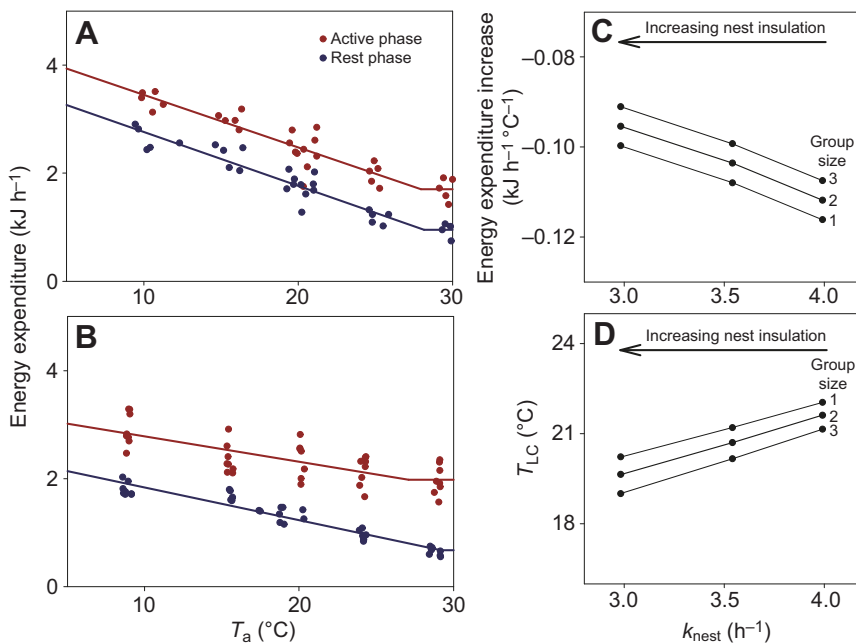 A
Active phase
Rest phase
4
2
0
10
20
30
B
4
2
0
10
20
30
Energy expenditure (kJ h–1)
Ta (°C)
C
Increasing nest insulation
–0.08
–0.10
–0.12
Energy expenditure increase
(kJ h–1 °C–1)
Group
size
3
2
1
3.0
3.5
4.0
D
Increasing nest insulation
24
21
18
TLC (°C)
Group
size
1
2
3
3.0
3.5
4.0
knest (h–1)